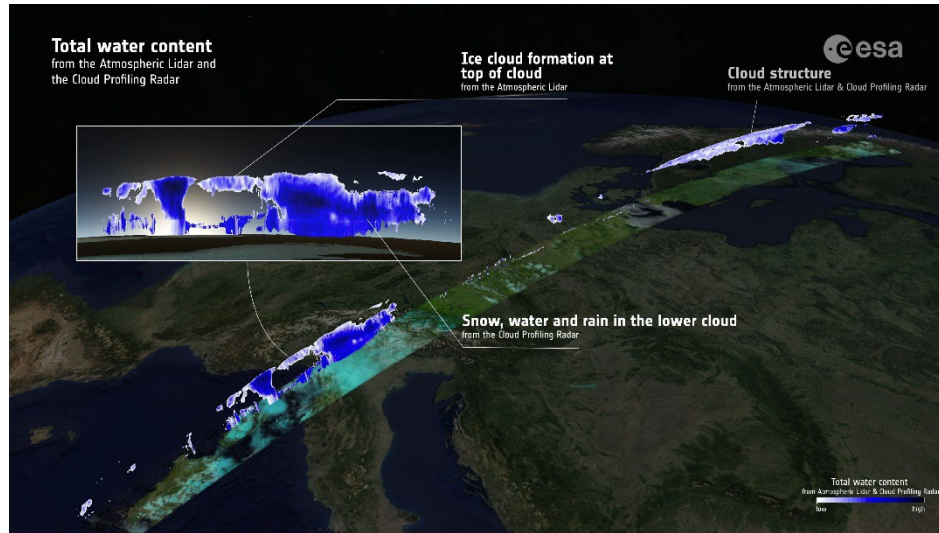 Total water content
from the Atmospheric Lidar and
the Cloud Profiling Radar
Ice cloud formation at
top of cloud
from the Atmospheric Lidar
esa
Cloud structure
from the Atmospheric Lidar & Cloud Profiling Radar
Snow, water and rain in the lower cloud
from the Cloud Profiling Radar
Total water content
from Atmospheric Lidar & Cloud Profiling Radar
low high